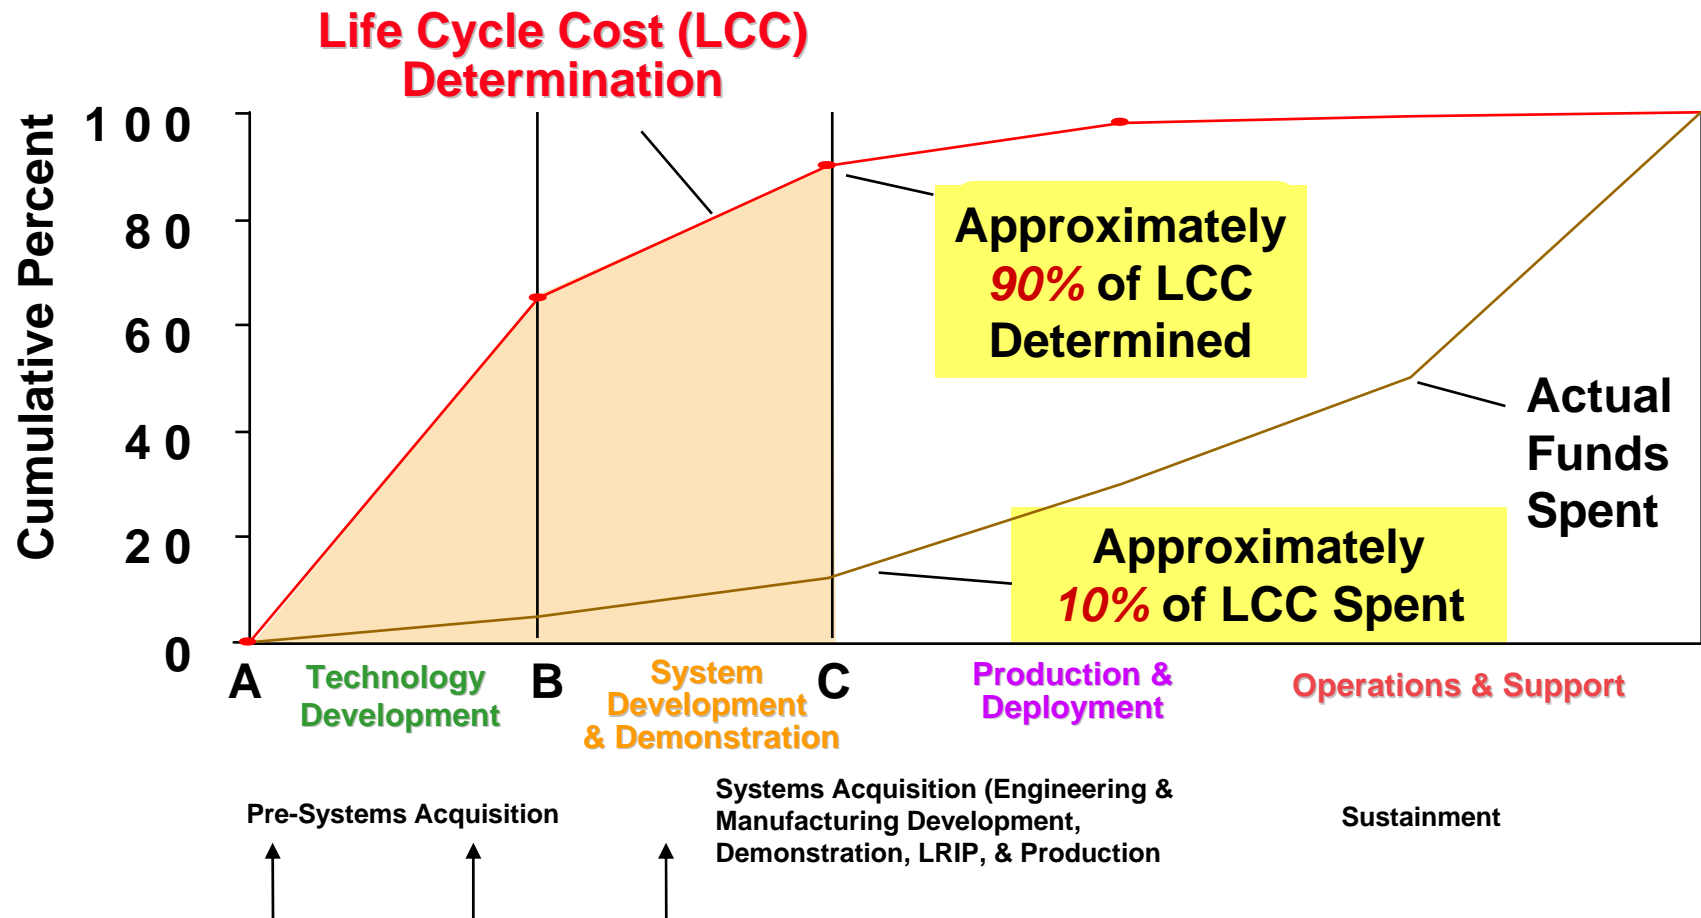 Life Cycle Cost (LCC)
Determination
Cumulative Percent
100
80
60
40
20
0
Approximately
90% of LCC
Determined
Actual
Funds
Spent
Approximately
10% of LCC Spent
A
Technology
Development
B
System
Development
& Demonstration
C
Production &
Deployment
Operations & Support
Pre-Systems Acquisition
Systems Acquisition (Engineering &
Manufacturing Development,
Demonstration, LRIP, & Production
Sustainment